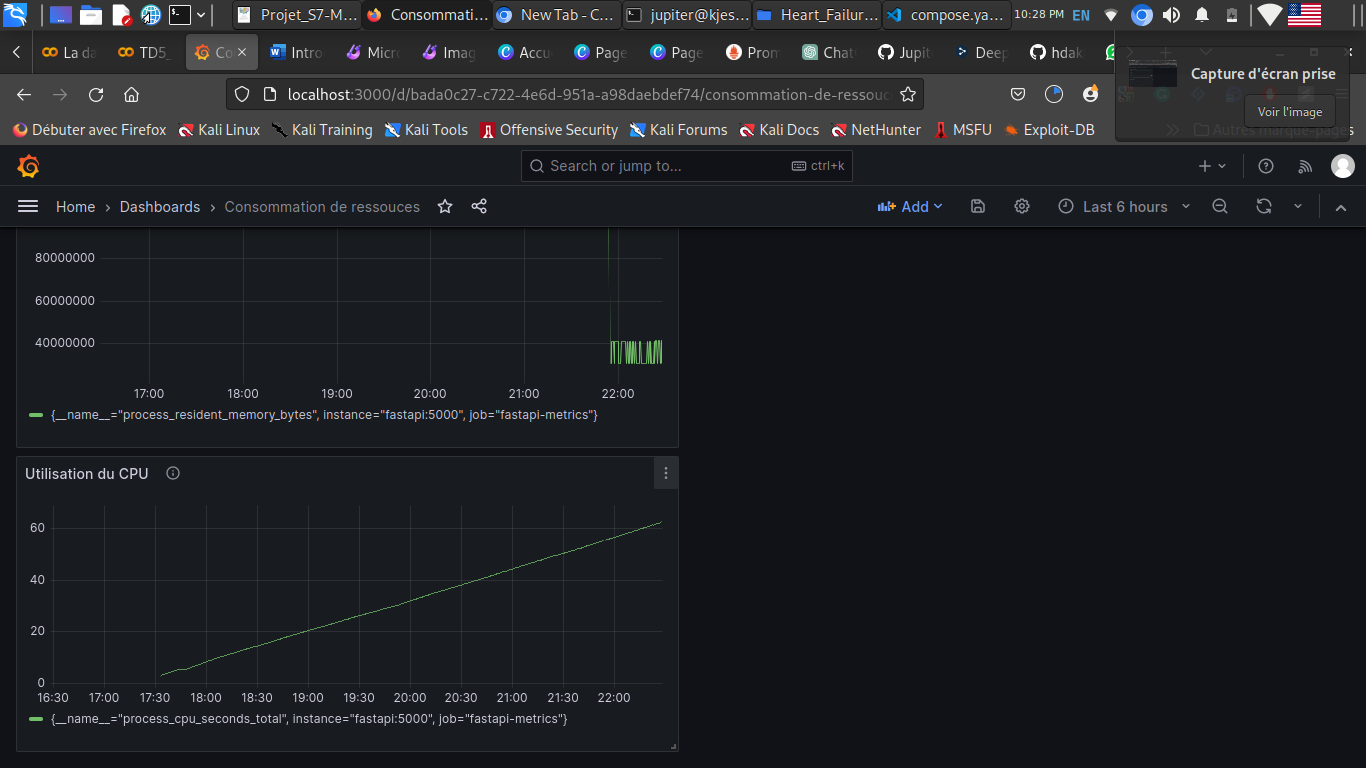 Projet_S7-M...
Consommati...
New Tab - C...
jupiter@kjes...
Heart_Failur...
compose.ya...
10:28 PM
EN
La da
TD5_
Co
Intro
Micro
Imag
Accu
Page
Page
Prom
Chat
Jupit
Deep
hdak
Capture d'écran prise
localhost:3000/d/bada0c27-c722-4e6d-951a-a98daebdef74/consommation-de-ressouc
Voir l'image
Débuter avec Firefox
Kali Linux
Kali Training
Kali Tools
Offensive Security
Kali Forums
Kali Docs
NetHunter
MSFU
Exploit-DB
Autres marque-pages
Search or jump to...
ctrl+k
Home › Dashboards › Consommation de ressouces
Add
Last 6 hours
80000000
60000000
40000000
17:00 18:00 19:00 20:00 21:00 22:00
{__name__="process_resident_memory_bytes", instance="fastapi:5000", job="fastapi-metrics"}
Utilisation du CPU
60
40
20
0
16:30 17:00 17:30 18:00 18:30 19:00 19:30 20:00 20:30 21:00 21:30 22:00
{__name__="process_cpu_seconds_total", instance="fastapi:5000", job="fastapi-metrics"}